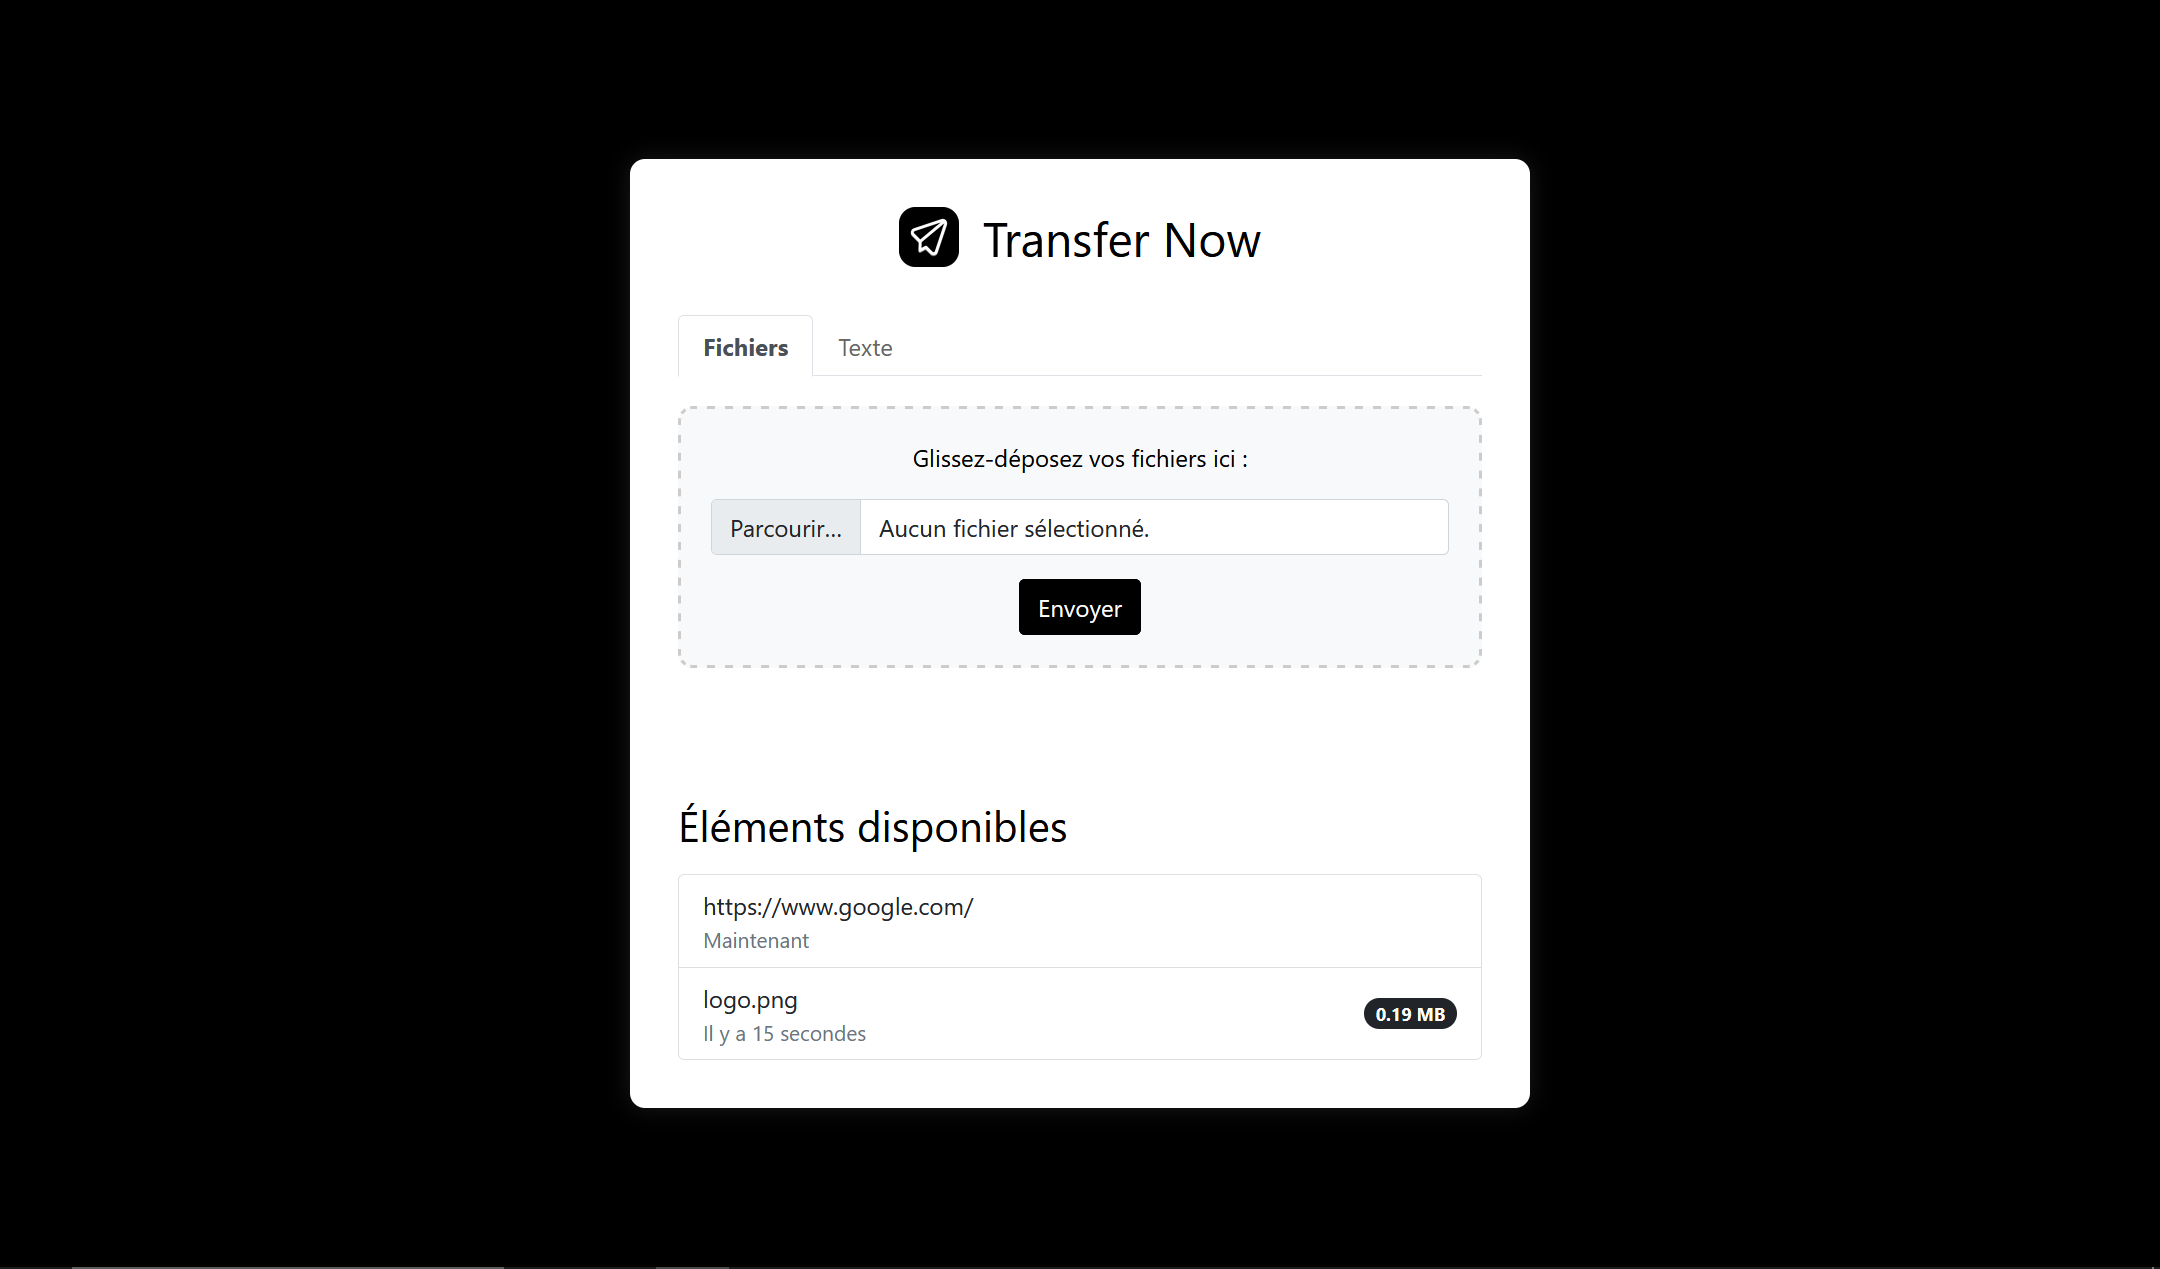 Transfer Now
Fichiers Texte
Glissez-déposez vos fichiers ici :
Parcourir... Aucun fichier sélectionné.
Envoyer
Éléments disponibles
https://www.google.com/
Maintenant
logo.png
0.19 MB
Il y a 15 secondes